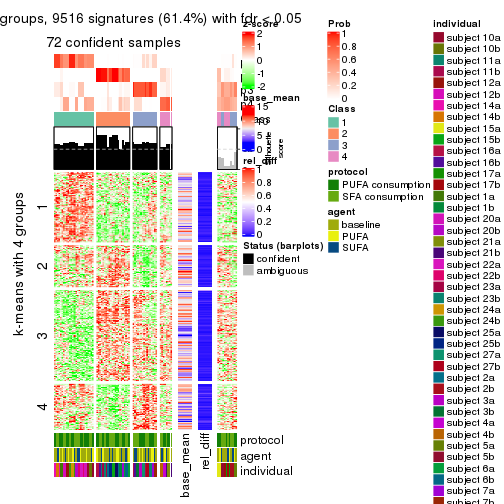 groups, 9516 signatures (61.4%) with fdr < 0.05
72 confident samples
z-score
2
1
0
-1
-2
base_mean
15
10
5
0
rel_diff
1
0.8
0.6
0.4
0.2
0
Status (barplots)
confident
ambiguous
silhouette
score
Prob
1
0.8
0.6
0.4
0.2
0
Class
1
2
3
4
protocol
PUFA consumption
SFA consumption
agent
baseline
PUFA
SUFA
individual
subject 10a
subject 10b
subject 11a
subject 11b
subject 12a
subject 12b
subject 14a
subject 14b
subject 15a
subject 15b
subject 16a
subject 16b
subject 17a
subject 17b
subject 1a
subject 1b
subject 20a
subject 20b
subject 21a
subject 21b
subject 22a
subject 22b
subject 23a
subject 23b
subject 24a
subject 24b
subject 25a
subject 25b
subject 27a
subject 27b
subject 2a
subject 2b
subject 3a
subject 3b
subject 4a
subject 4b
subject 5a
subject 5b
subject 6a
subject 6b
subject 7a
subject 7b
k-means with 4 groups
1
2
3
4
base_mean
rel_diff
protocol
agent
individual